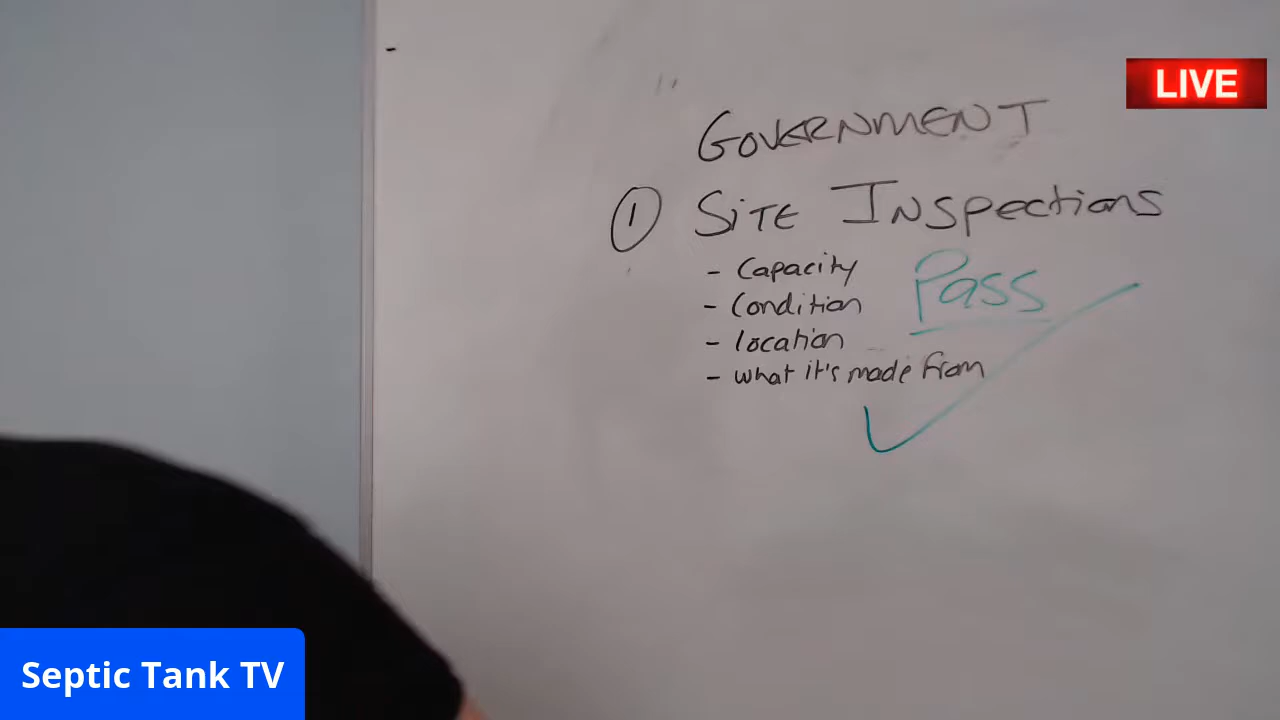 LIVE
GOVERNMENT
1 SITE INSpections
- Capacity
- Condition
Pass
- location
- what it's made from
Septic Tank TV